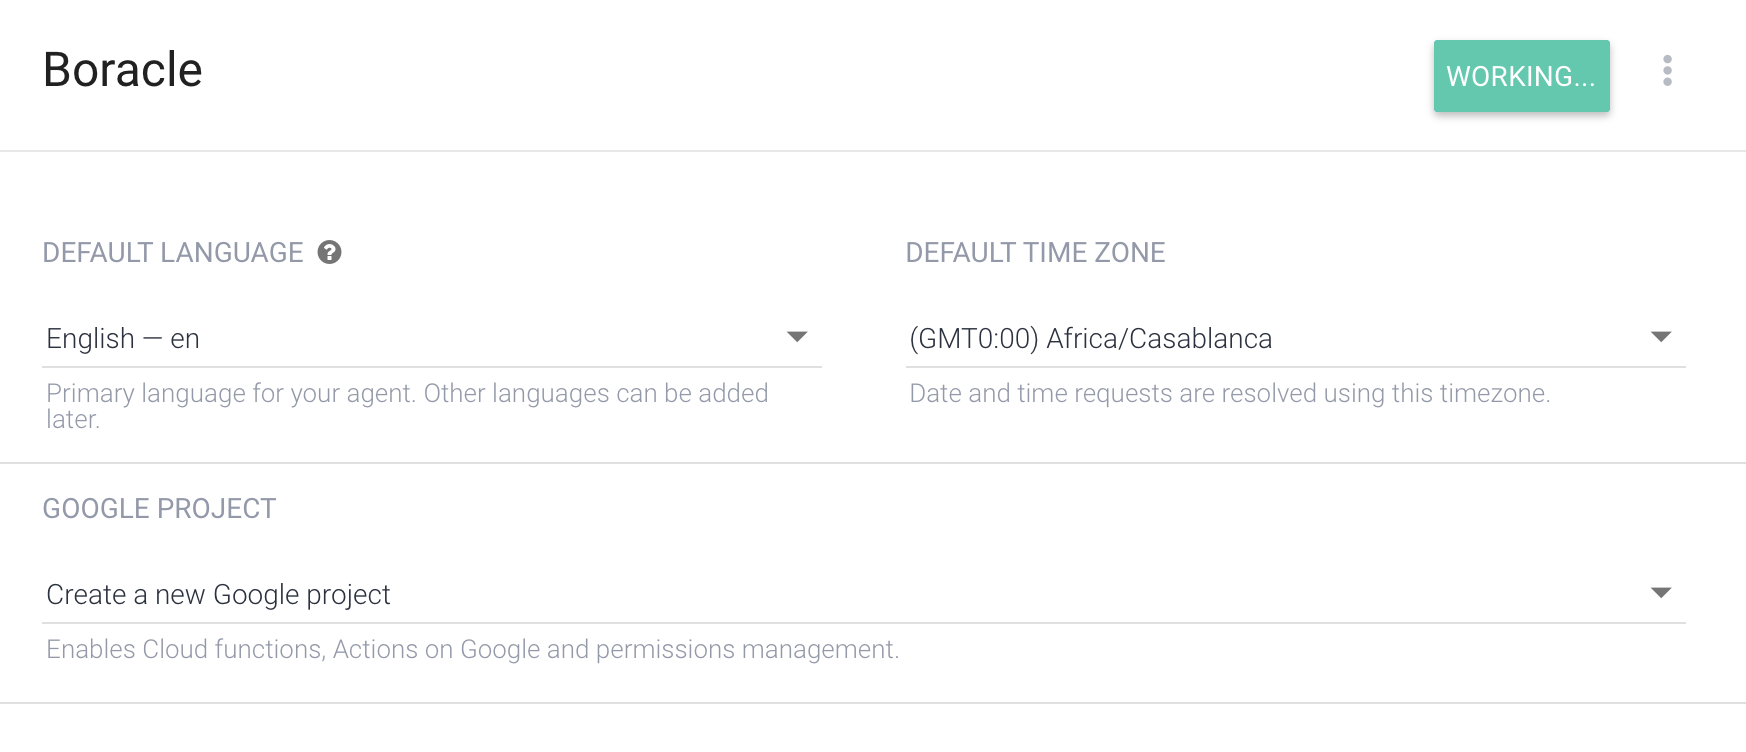 Boracle
WORKING...
DEFAULT LANGUAGE ?
DEFAULT TIME ZONE
English — en
(GMT0:00) Africa/Casablanca
Primary language for your agent. Other languages can be added
later.
Date and time requests are resolved using this timezone.
GOOGLE PROJECT
Create a new Google project
Enables Cloud functions, Actions on Google and permissions management.